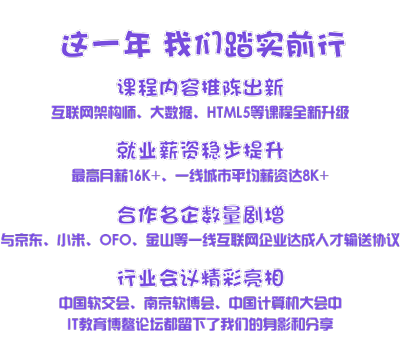 这一年 我们踏实前行
课程内容推陈出新
互联网架构师、大数据、HTML5等课程全新升级
就业薪资稳步提升
最高月薪16K+、一线城市平均薪资达8K+
合作名企数量剧增
与京东、小米、OFO、金山等一线互联网企业达成人才输送协议
行业会议精彩亮相
中国软交会、南京软博会、中国计算机大会中
IT教育博鳌论坛都留下了我们的身影和分享